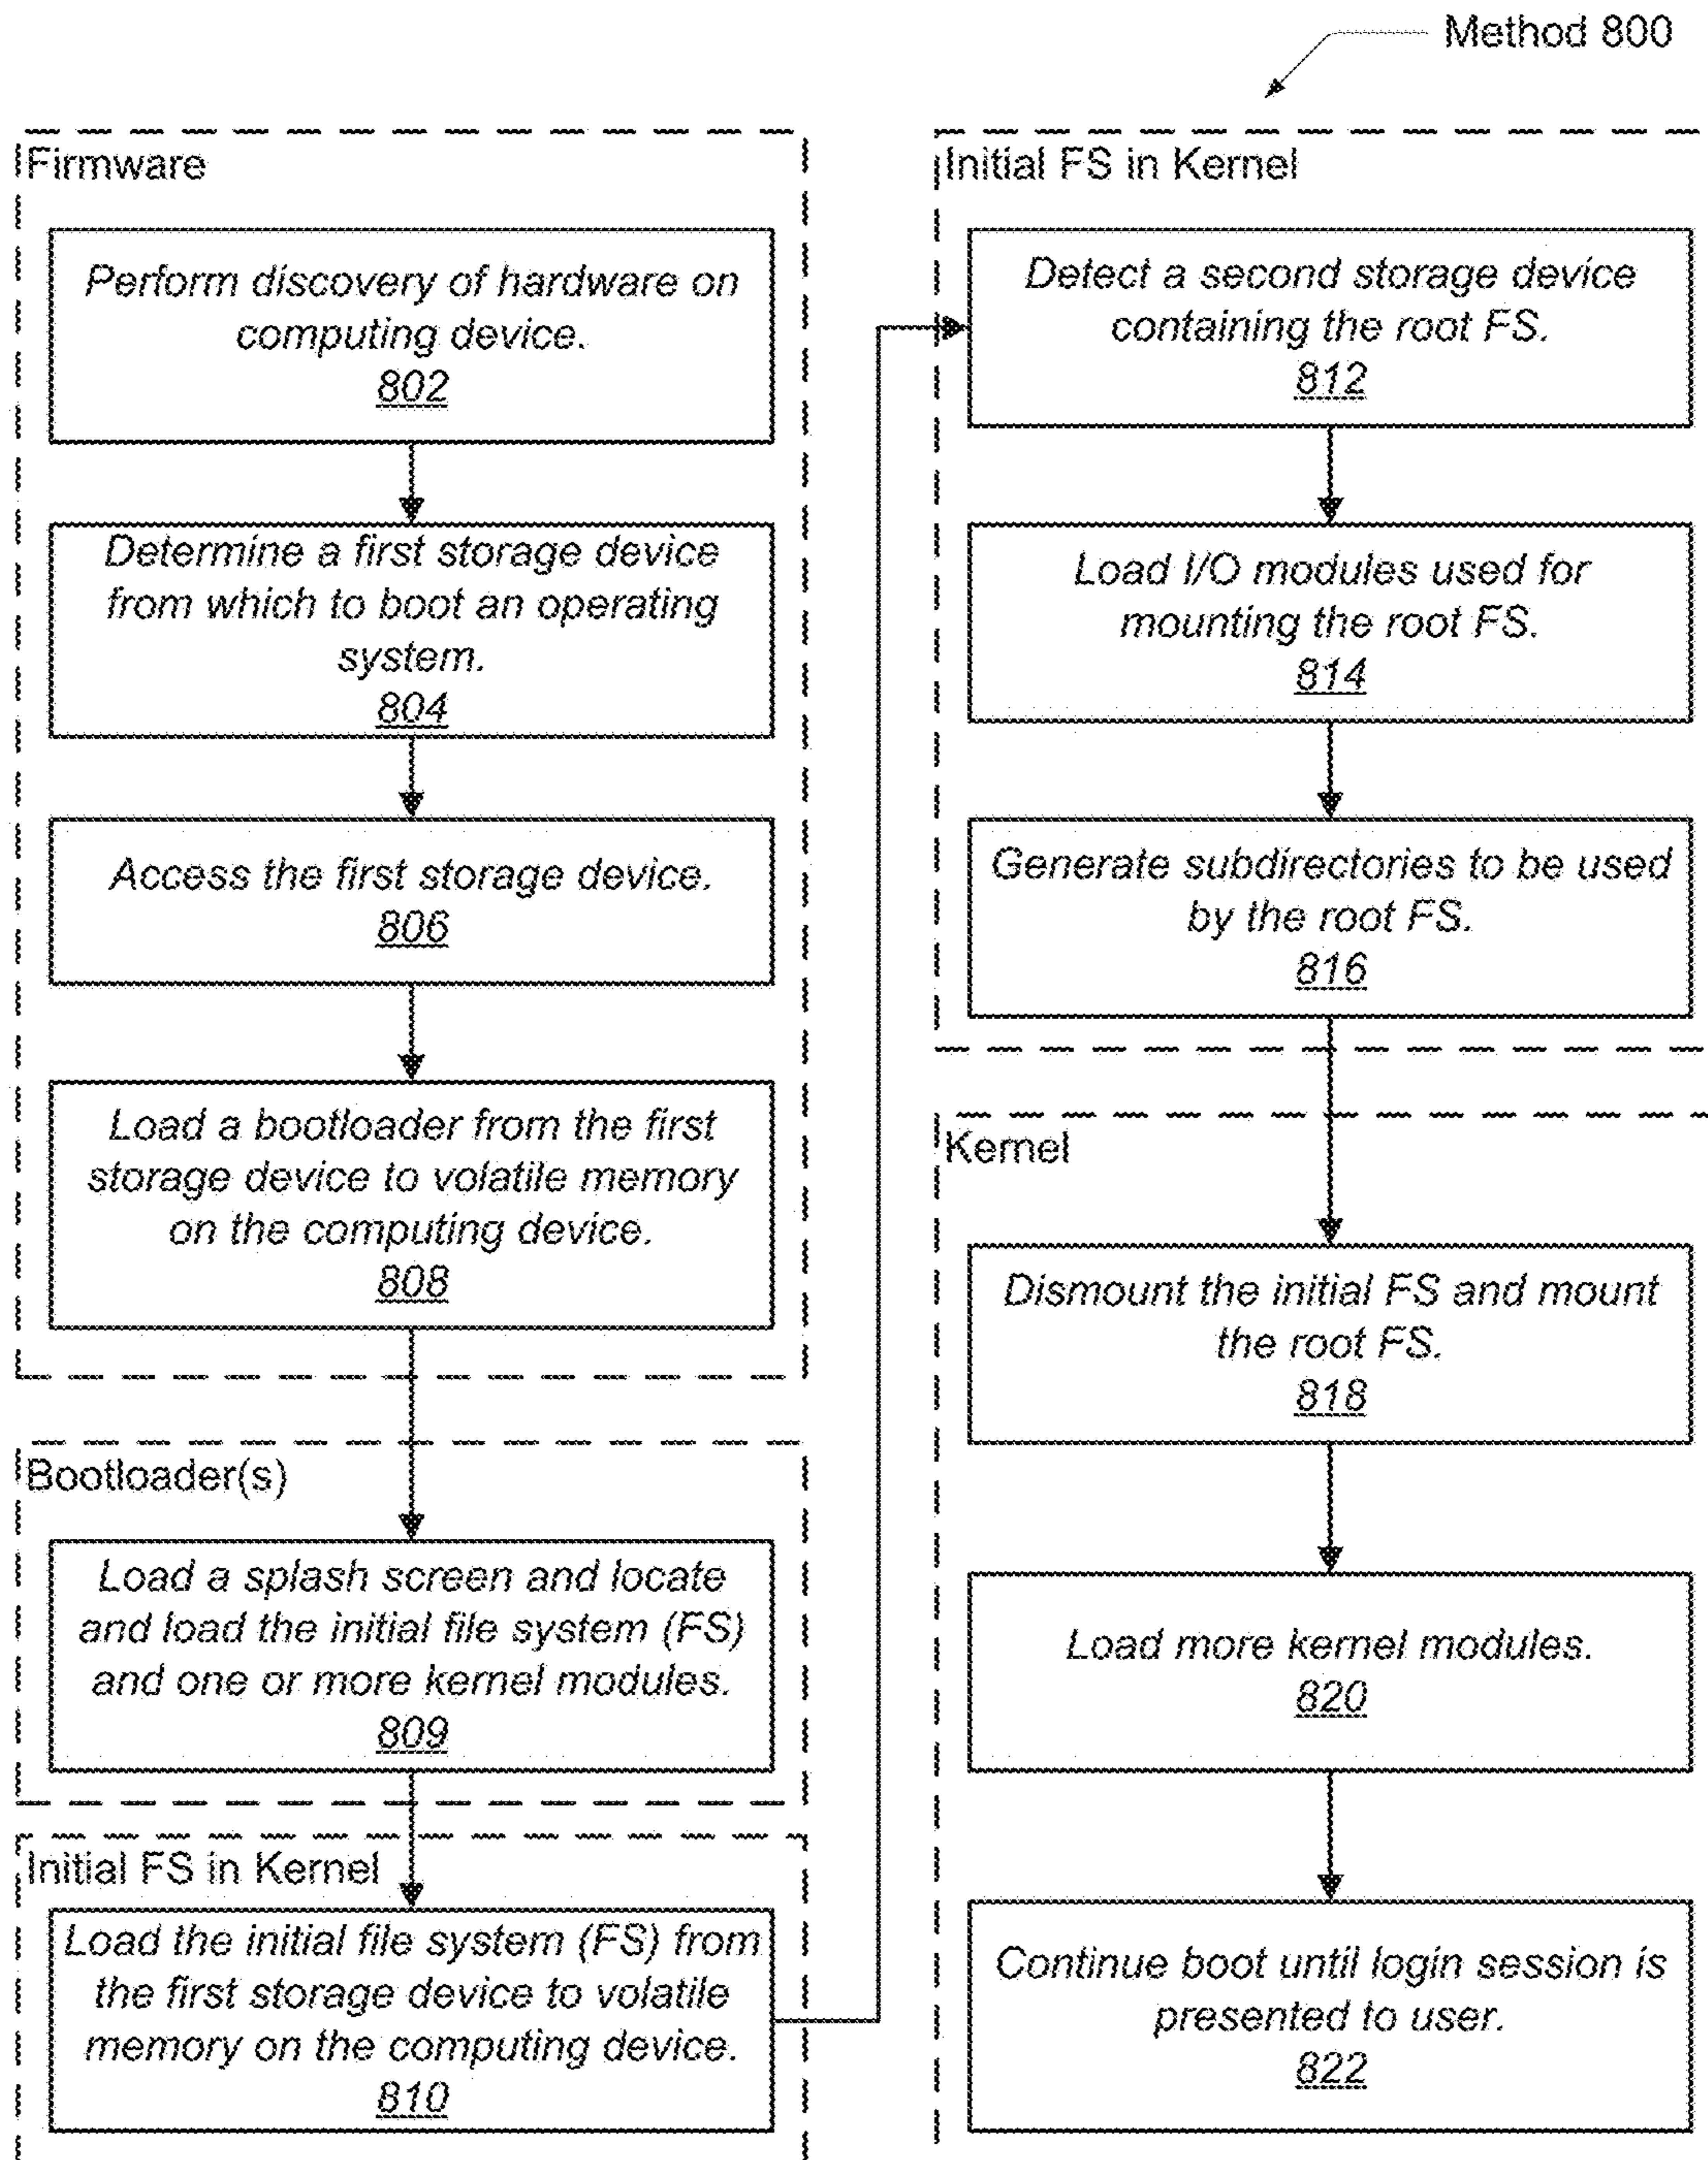 Method 800
Firmware
Perform discovery of hardware on
computing device.
802
Determine a first storage device
from which to boot an operating
system.
804
Access the first storage device.
806
Load a bootloader from the first
storage device to volatile memory
on the computing device.
808
Bootloader(s)
Load a splash screen and locate
and load the initial file system (FS)
and one or more kernel modules.
809
Initial FS in Kernel
Load the initial file system (FS) from
the first storage device to volatile
memory on the computing device.
810
Initial FS in Kernel
Detect a second storage device
containing the root FS.
812
Load I/O modules used for
mounting the root FS.
814
Generate subdirectories to be used
by the root FS.
816
Kernel
Dismount the initial FS and mount
the root FS.
818
Load more kernel modules.
820
Continue boot until login session is
presented to user.
822